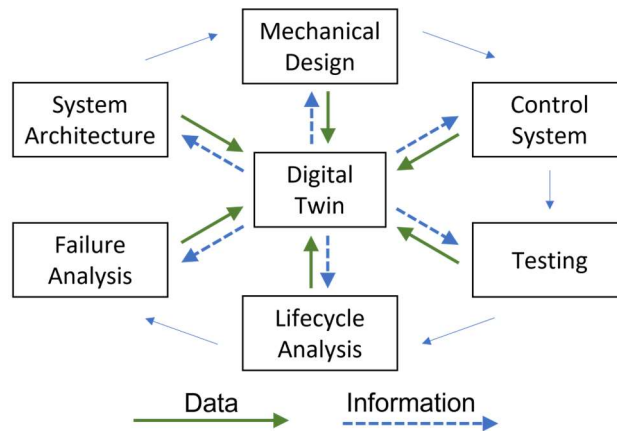 Mechanical
Design
System
Architecture
Control
System
Digital
Twin
Failure
Analysis
Testing
Lifecycle
Analysis
Data
Information